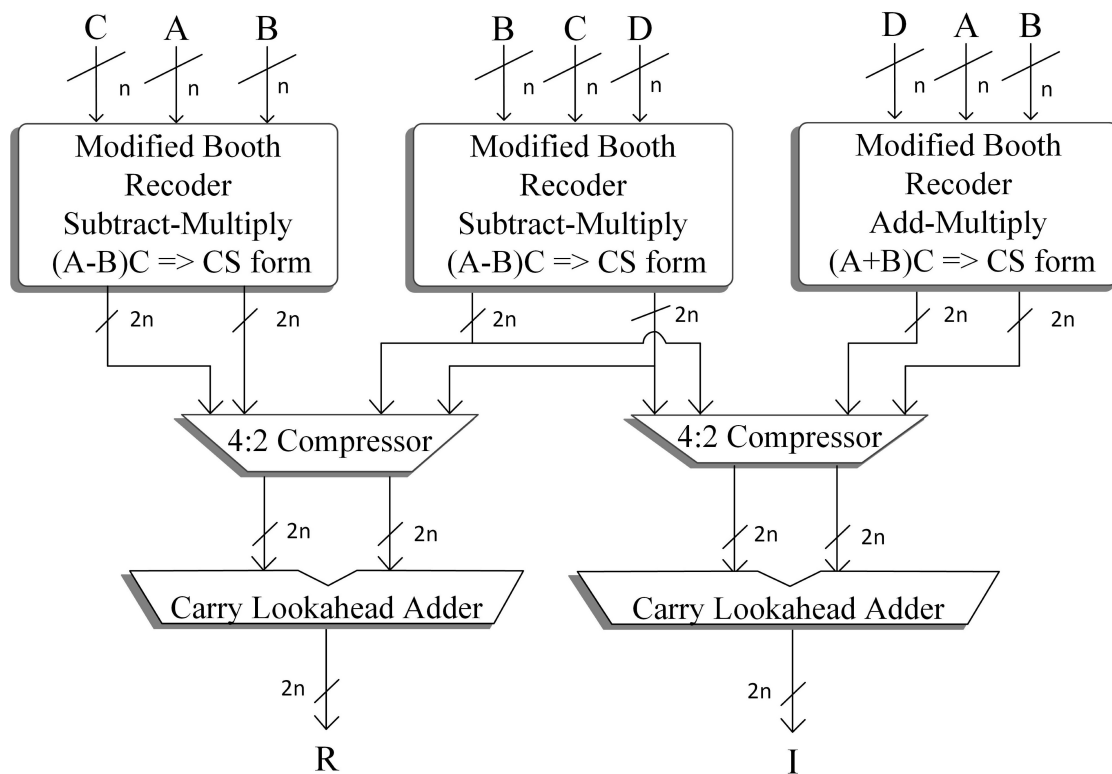 C A B
B C D
D A B
n n n
n n n
n n n
Modified Booth
Recoder
Subtract-Multiply
(A-B)C => CS form
Modified Booth
Recoder
Subtract-Multiply
(A-B)C => CS form
Modified Booth
Recoder
Add-Multiply
(A+B)C => CS form
2n 2n
2n 2n
2n 2n
4:2 Compressor
4:2 Compressor
2n 2n
2n 2n
Carry Lookahead Adder
Carry Lookahead Adder
2n
2n
R
I